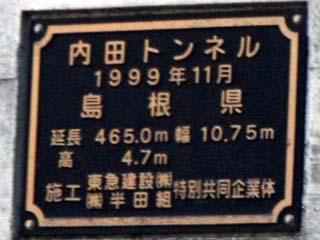 内田トンネル
1999年11月
島根県
延長 465.0m 幅 10.75m
高 4.7m
施工 東急建設㈱ 特別共同企業体
㈱半田組